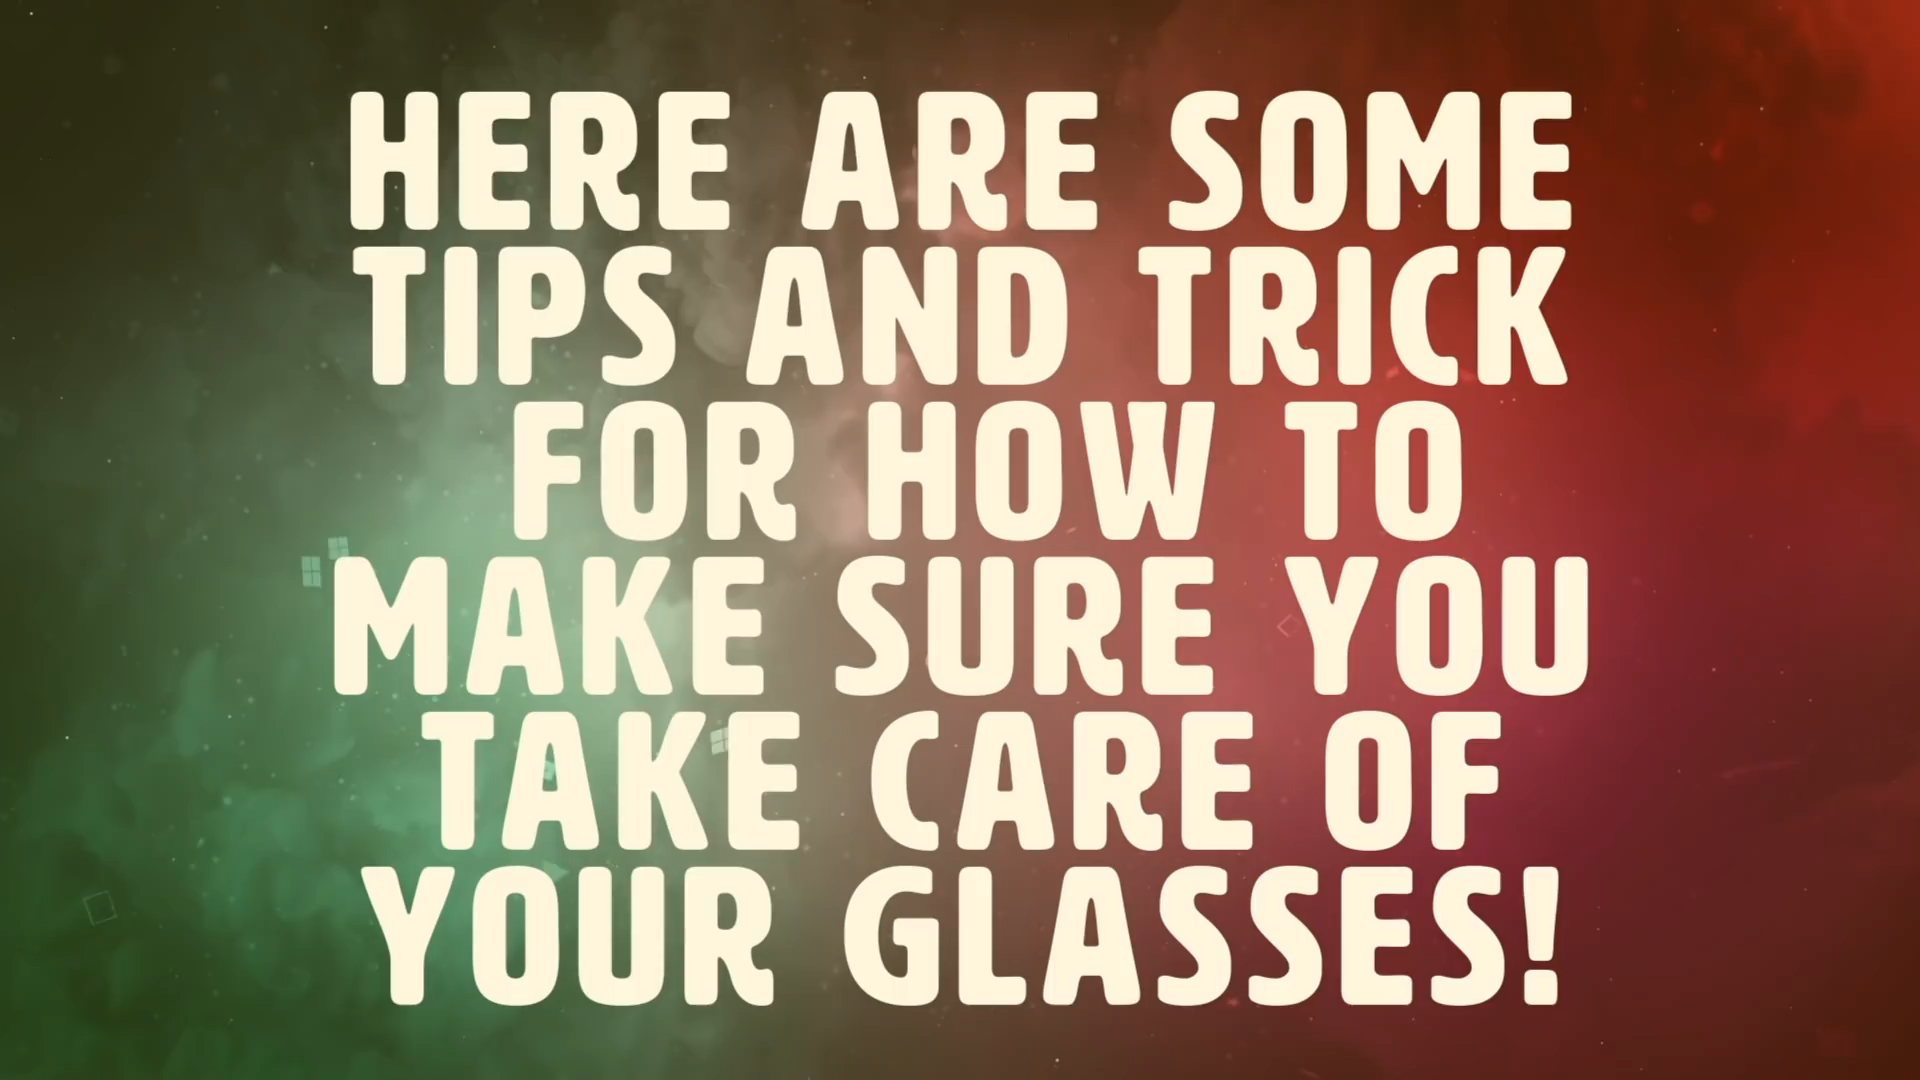 HERE ARE SOME
TIPS AND TRICK
FOR HOW TO
MAKE SURE YOU
TAKE CARE OF
YOUR GLASSES!